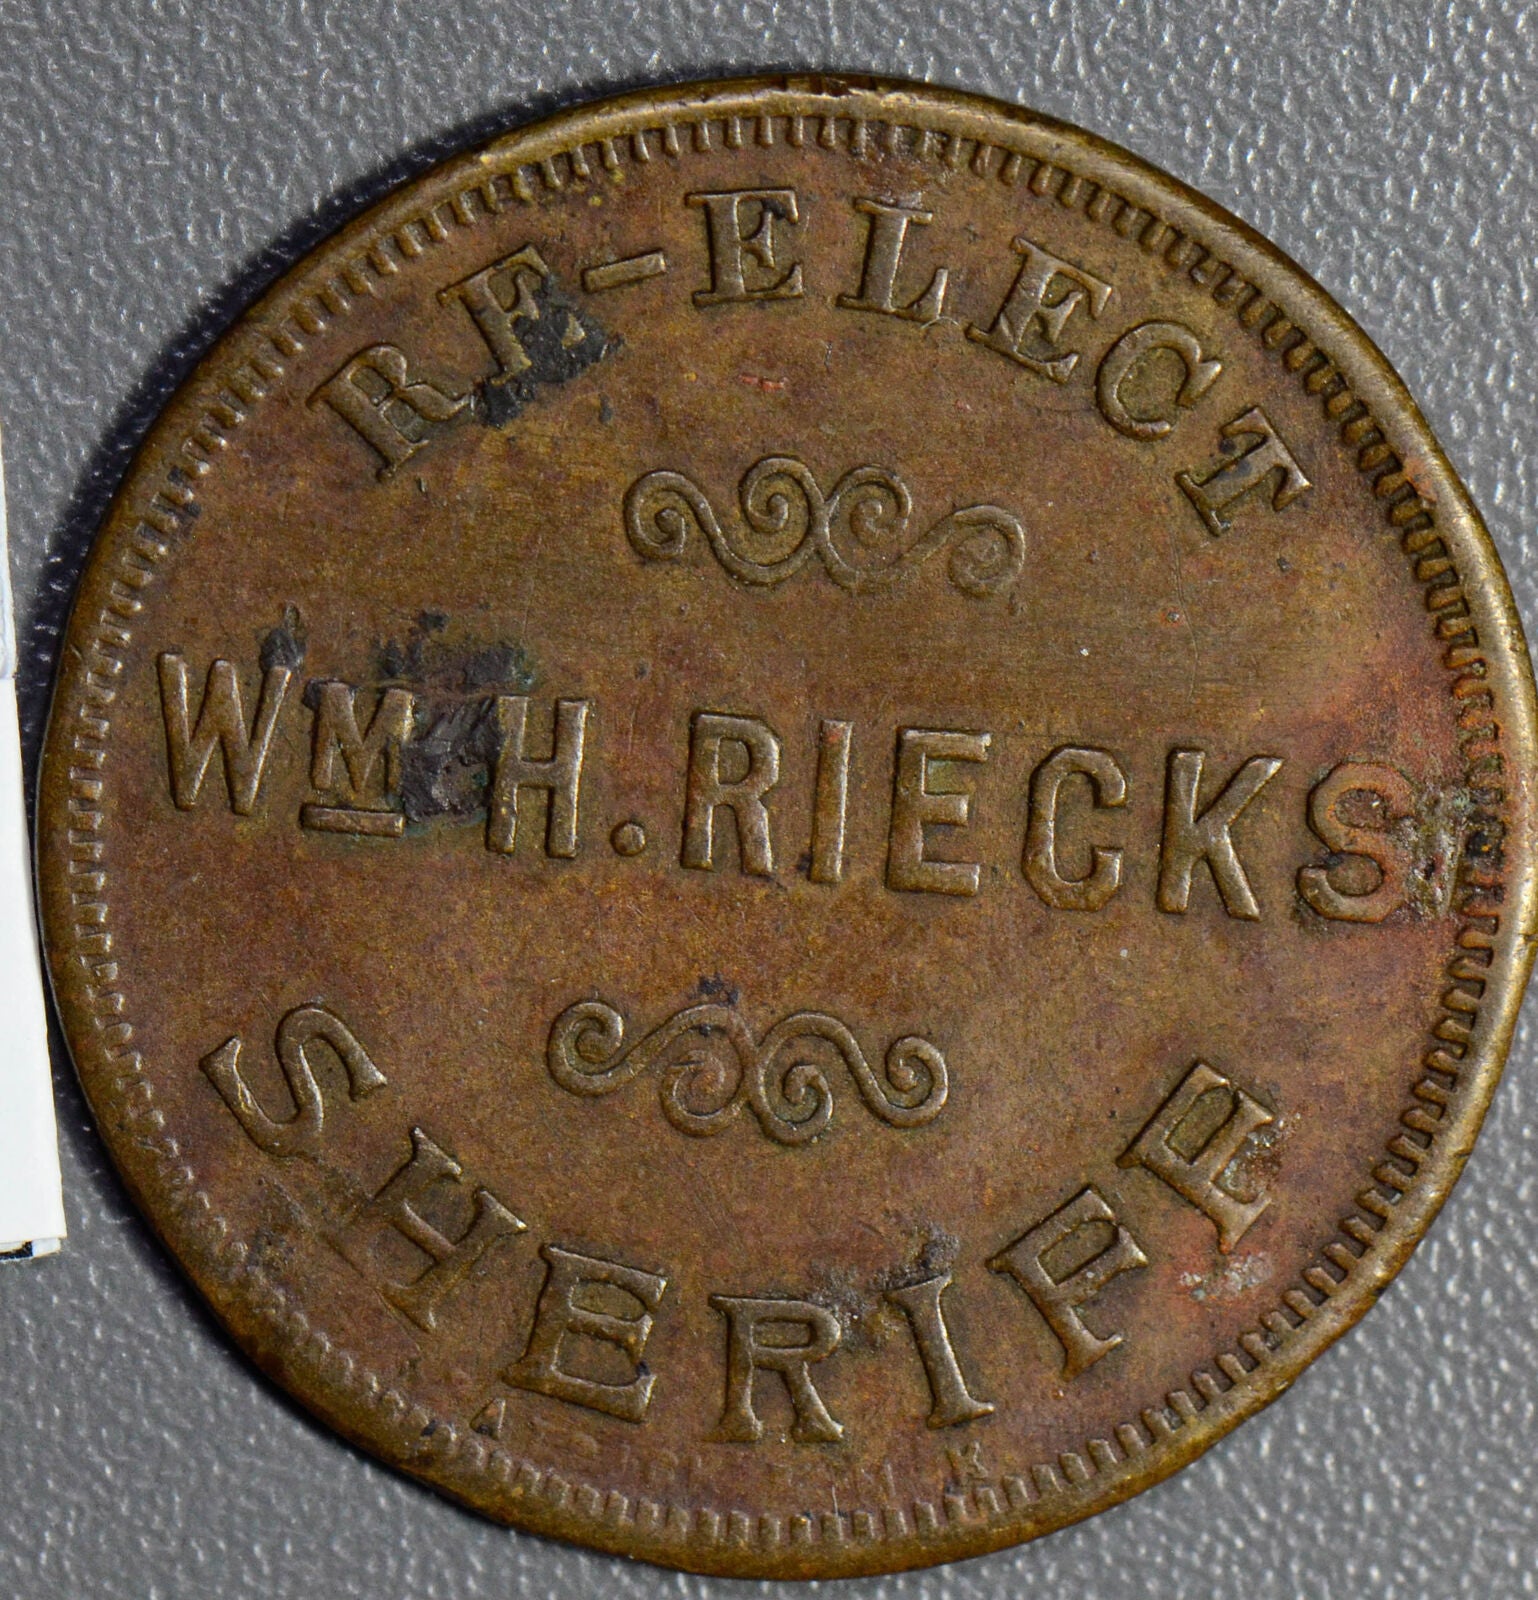 RE-ELECT
WM H. RIECKS
SHERIFF